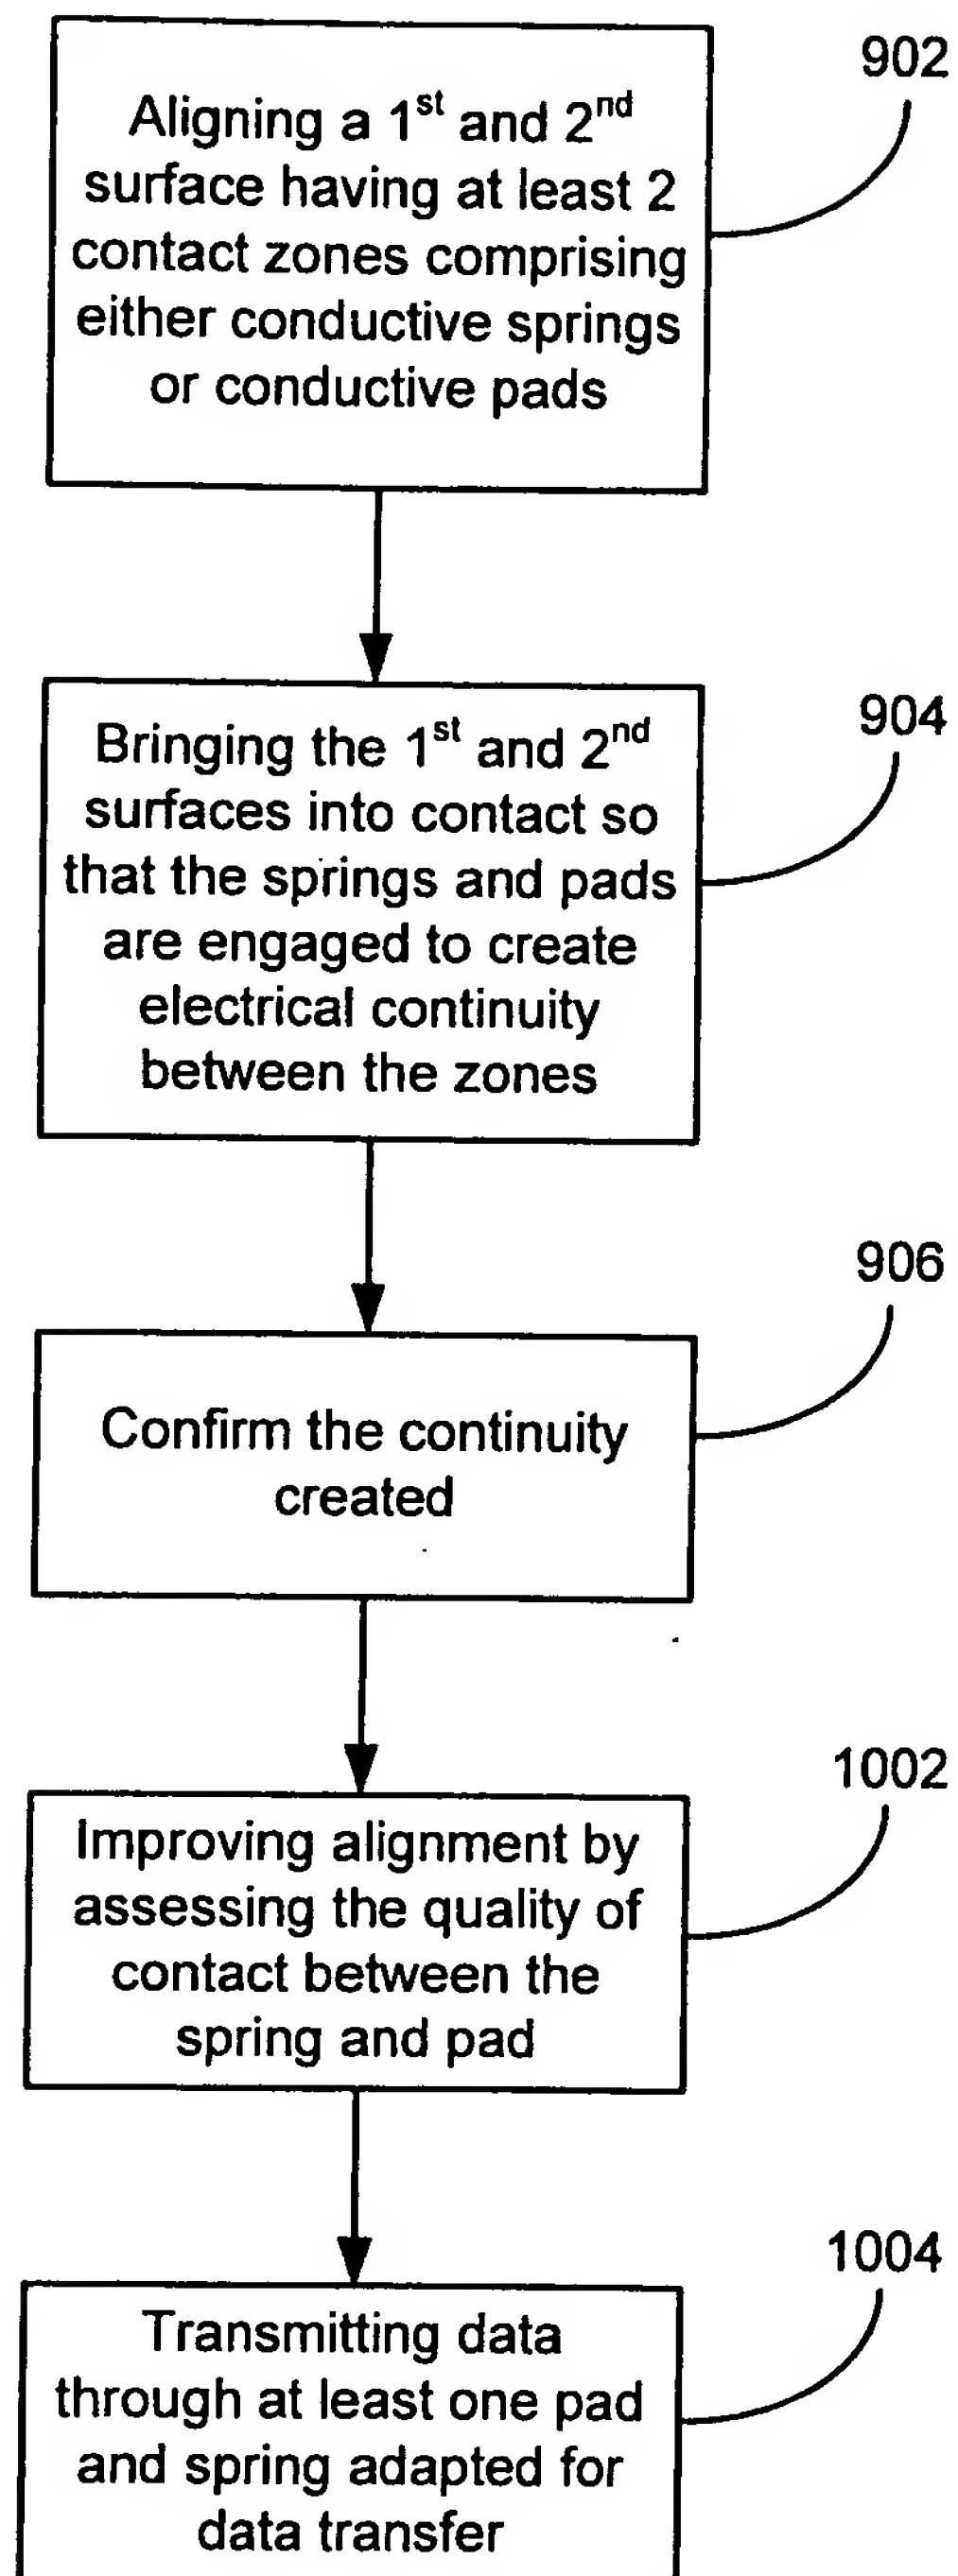 902
Aligning a 1st and 2nd
surface having at least 2
contact zones comprising
either conductive springs
or conductive pads
904
Bringing the 1st and 2nd
surfaces into contact so
that the springs and pads
are engaged to create
electrical continuity
between the zones
906
Confirm the continuity
created
1002
Improving alignment by
assessing the quality of
contact between the
spring and pad
1004
Transmitting data
through at least one pad
and spring adapted for
data transfer